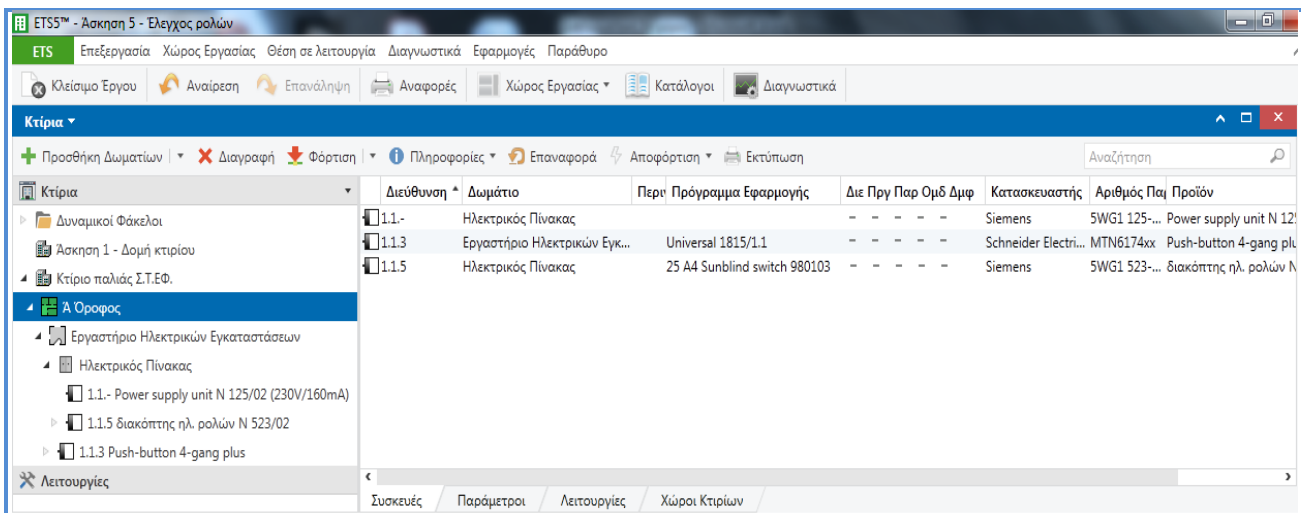 ETS5™ - Άσκηση 5 - Έλεγχος ρολών
ETS Επεξεργασία Χώρος Εργασίας Θέση σε λειτουργία Διαγνωστικά Εφαρμογές Παράθυρο
Κλείσιμο Έργου Αναίρεση Επανάληψη Αναφορές Χώρος Εργασίας Κατάλογοι Διαγνωστικά
Κτίρια
Προσθήκη Δωματίων Διαγραφή Φόρτιση Πληροφορίες Επαναφορά Αποφόρτιση Εκτύπωση Αναζήτηση
Κτίρια
Δυναμικοί Φάκελοι
Άσκηση 1 - Δομή κτιρίου
Κτίριο παλιάς Σ.Τ.ΕΦ.
Ά Όροφος
Εργαστήριο Ηλεκτρικών Εγκαταστάσεων
Ηλεκτρικός Πίνακας
1.1.- Power supply unit N 125/02 (230V/160mA)
1.1.5 διακόπτης ηλ. ρολών N 523/02
1.1.3 Push-button 4-gang plus
Λειτουργίες
Διεύθυνση Δωμάτιο Περι Πρόγραμμα Εφαρμογής Διε Πργ Παρ Ομδ Δμφ Κατασκευαστής Αριθμός Πα Προϊόν
1.1.- Ηλεκτρικός Πίνακας - - - - - Siemens 5WG1 125-... Power supply unit N 12
1.1.3 Εργαστήριο Ηλεκτρικών Εγκ... Universal 1815/1.1 - - - - - Schneider Electri... MTN6174xx Push-button 4-gang plu
1.1.5 Ηλεκτρικός Πίνακας 25 A4 Sunblind switch 980103 - - - - - Siemens 5WG1 523-... διακόπτης ηλ. ρολών N
Συσκευές Παράμετροι Λειτουργίες Χώροι Κτιρίων